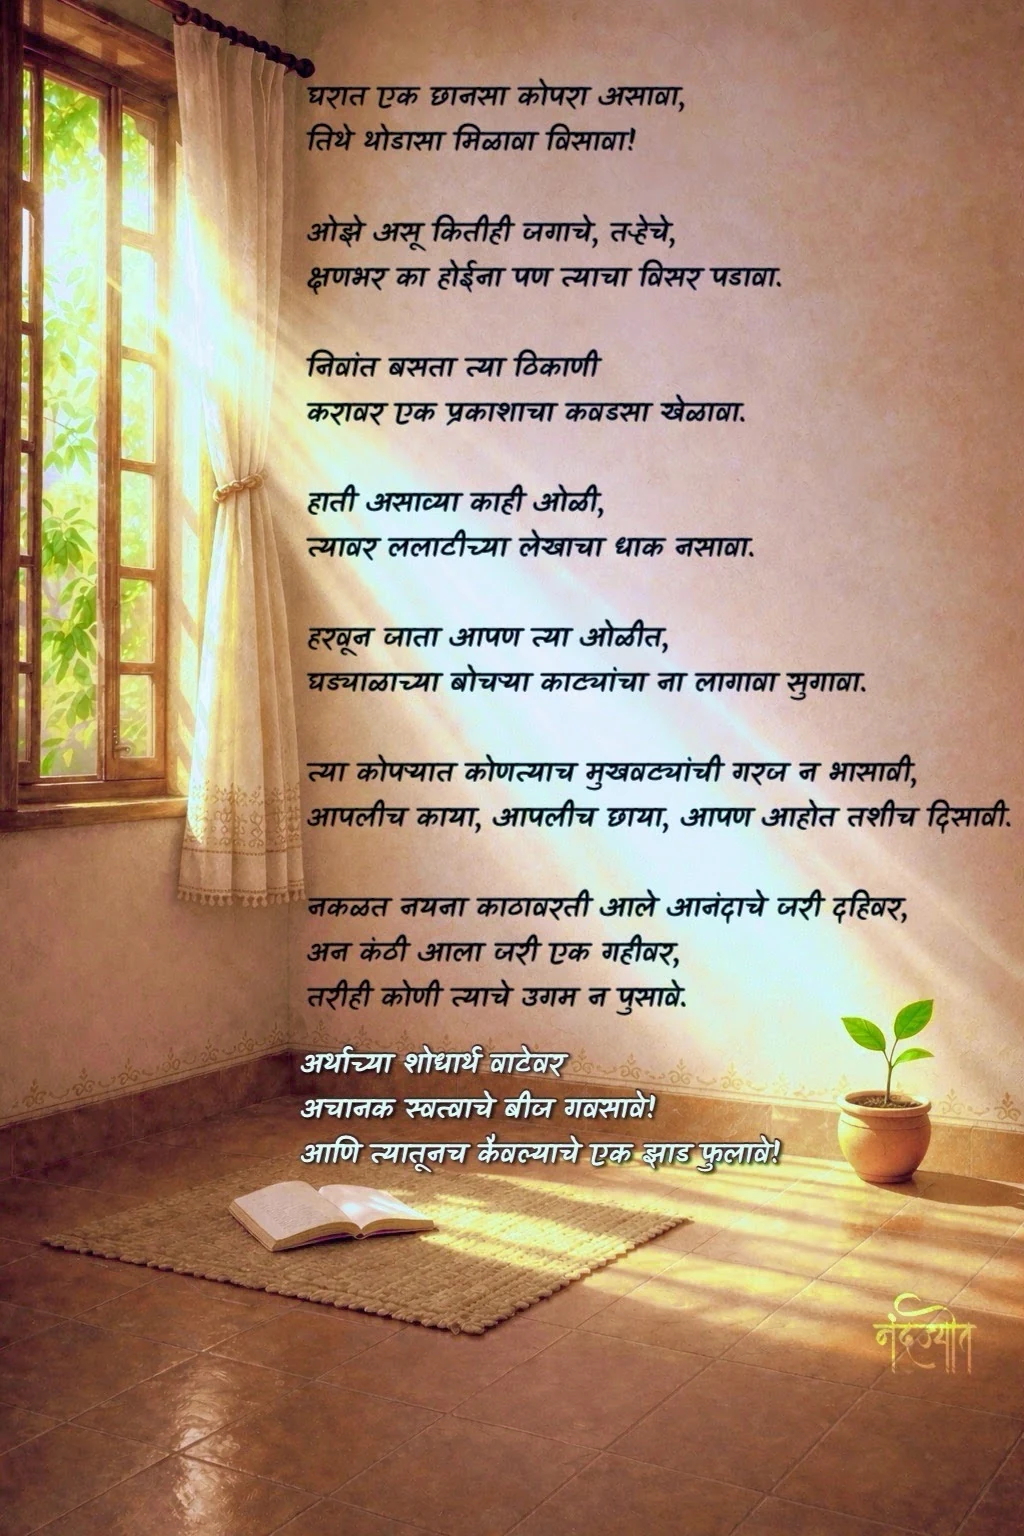 घरात एक छानसा कोपरा असावा,
तिथे थोडासा मिळावा विसावा!
ओझे असू कितीही जगाचे, तऱ्हेचे,
क्षणभर का होईना पण त्याचा विसर पडावा.
निवांत बसता त्या ठिकाणी
करावर एक प्रकाशाचा कवडसा खेळावा.
हाती असाव्या काही ओळी,
त्यावर ललाटीच्या लेखाचा धाक नसावा.
हरवून जाता आपण त्या ओळीत,
घड्याळाच्या बोचऱ्या काट्यांचा ना लागावा सुगावा.
त्या कोपऱ्यात कोणत्याच मुखवट्यांची गरज न भासावी,
आपलीच काया, आपलीच छाया, आपण आहोत तशीच दिसावी.
नकळत नयना काठावरती आले आनंदाचे जरी दहिवर,
अन कंठी आला जरी एक गहीवर,
तरीही कोणी त्याचे उगम न पुसावे.
अर्थाच्या शोधार्थ वाटेवर
अचानक स्वत्वाचे बीज गवसावे!
आणि त्यातूनच कैवल्याचे एक झाड फुलावे!
नंदज्योत